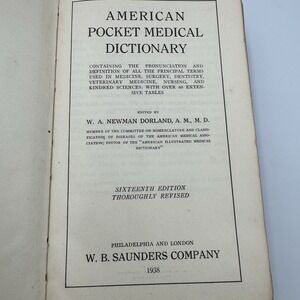 AMERICAN
POCKET MEDICAL
DICTIONARY
CONTAINING THE PRONUNCIATION AND
DEFINITION OF ALL THE PRINCIPAL TERMS
USED IN MEDICINE, SURGERY, DENTISTRY,
VETERINARY MEDICINE, NURSING, AND
KINDRED SCIENCES; WITH OVER 60 EXTEN-
SIVE TABLES
EDITED BY
W. A. NEWMAN DORLAND, A. M., M. D.
MEMBER OF THE COMMITTEE ON NOMENCLATURE AND CLASSI-
FICATION OF DISEASES OF THE AMERICAN MEDICAL ASSO-
CIATION; EDITOR OF THE "AMERICAN ILLUSTRATED MEDICAL
DICTIONARY"
SIXTEENTH EDITION
THOROUGHLY REVISED
PHILADELPHIA AND LONDON
W. B. SAUNDERS COMPANY
1938